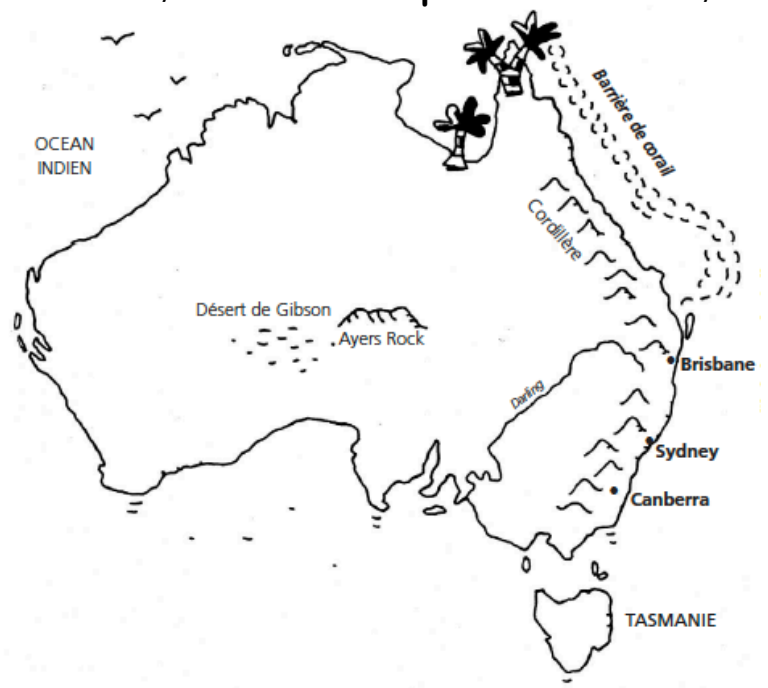 Barrière de corail
OCEAN
INDIEN
Cordillère
Désert de Gibson
Ayers Rock
Brisbane
Darling
Sydney
Canberra
TASMANIE